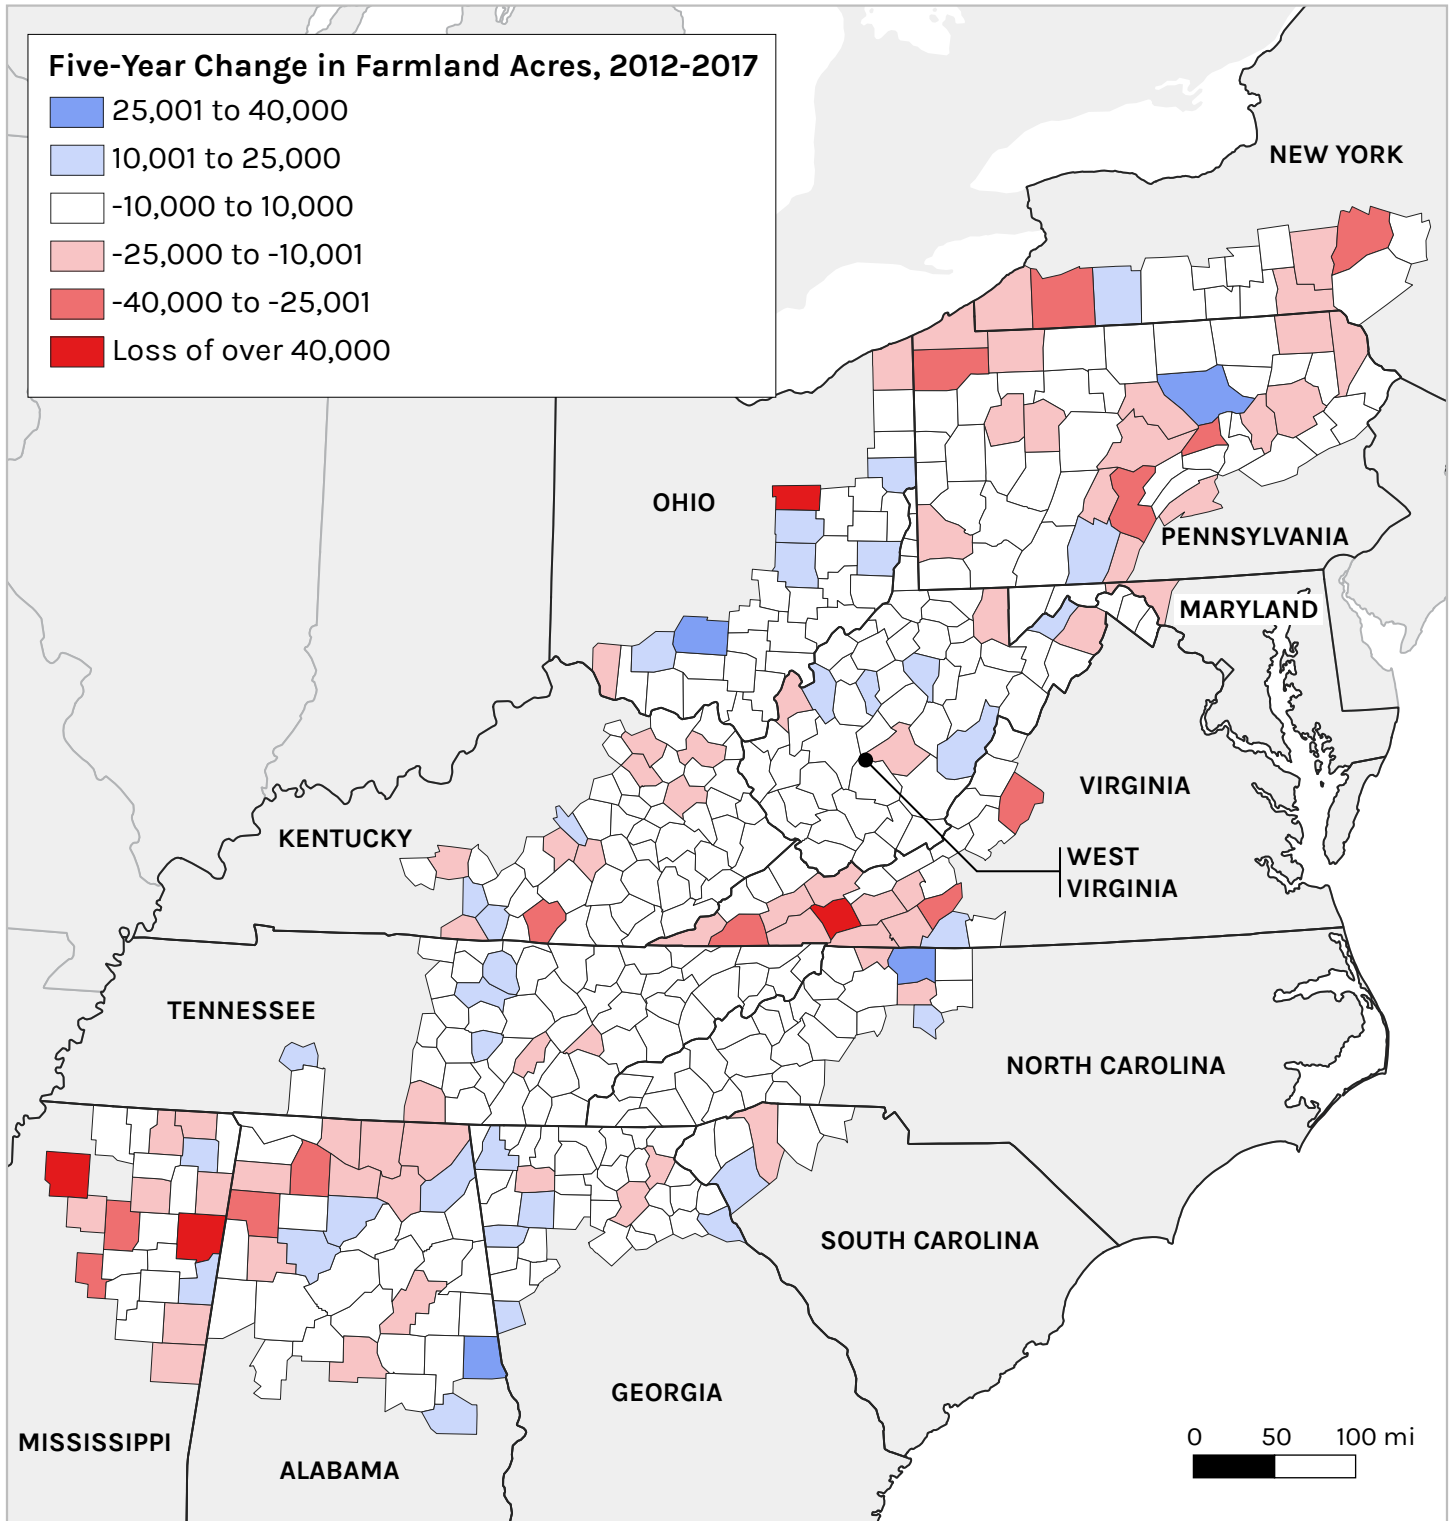 Five-Year Change in Farmland Acres, 2012-2017
25,001 to 40,000
10,001 to 25,000
-10,000 to 10,000
-25,000 to -10,001
-40,000 to -25,001
Loss of over 40,000
NEW YORK
OHIO
PENNSYLVANIA
MARYLAND
VIRGINIA
KENTUCKY
WEST
VIRGINIA
TENNESSEE
NORTH CAROLINA
SOUTH CAROLINA
GEORGIA
MISSISSIPPI
ALABAMA
0 50 100 mi